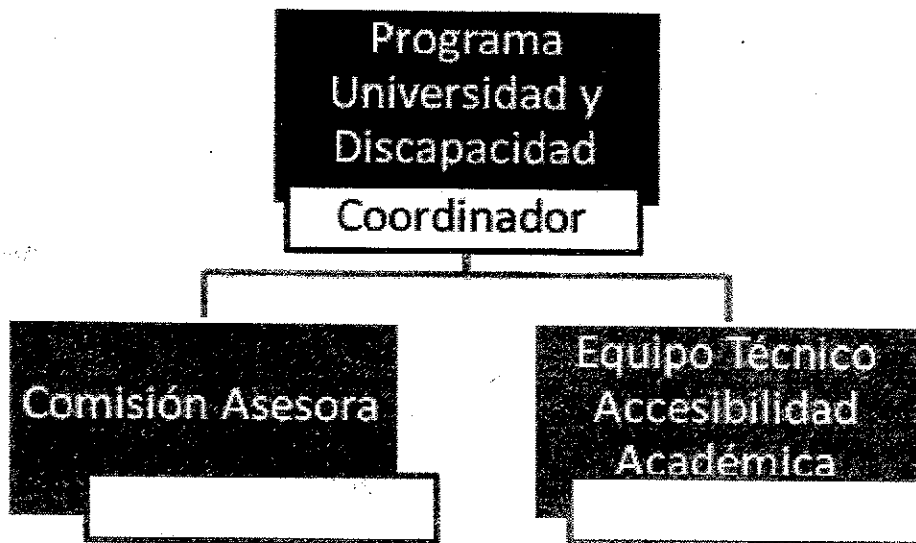 Programa
Universidad y
Discapacidad
Coordinador
Comisión Asesora
Equipo Técnico
Accesibilidad
Académica